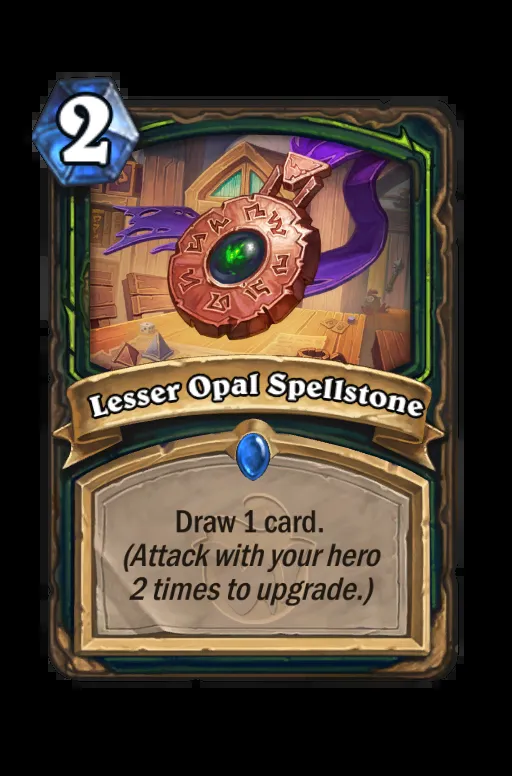 2
Lesser Opal Spellstone
Draw 1 card.
(Attack with your hero
2 times to upgrade.)